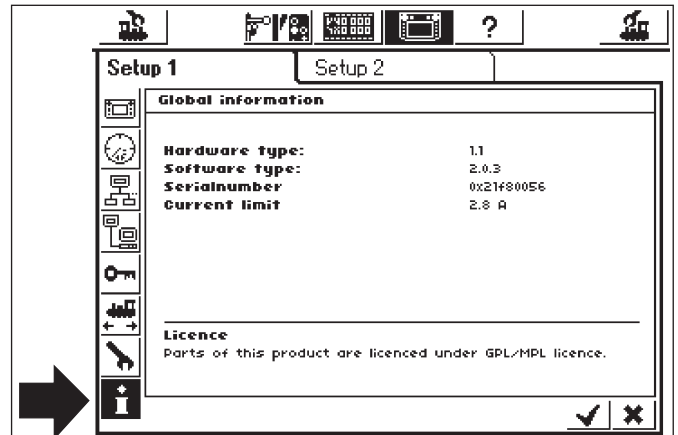 ?
Setup 1
Setup 2
Global information
Hardware type: 1.1
Software type: 2.0.3
Serialnumber 0x21f80056
Current limit 2.8 A
Licence
Parts of this product are licenced under GPL/MPL licence.
i